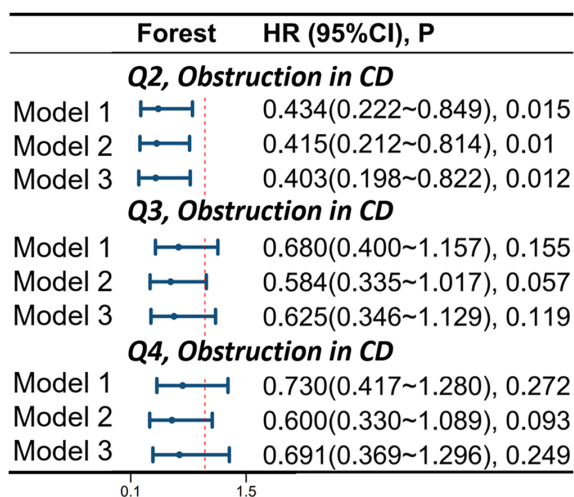 Forest HR (95%CI), P
Q2, Obstruction in CD
Model 1 0.434(0.222~0.849), 0.015
Model 2 0.415(0.212~0.814), 0.01
Model 3 0.403(0.198~0.822), 0.012
Q3, Obstruction in CD
Model 1 0.680(0.400~1.157), 0.155
Model 2 0.584(0.335~1.017), 0.057
Model 3 0.625(0.346~1.129), 0.119
Q4, Obstruction in CD
Model 1 0.730(0.417~1.280), 0.272
Model 2 0.600(0.330~1.089), 0.093
Model 3 0.691(0.369~1.296), 0.249
0.1 1.5